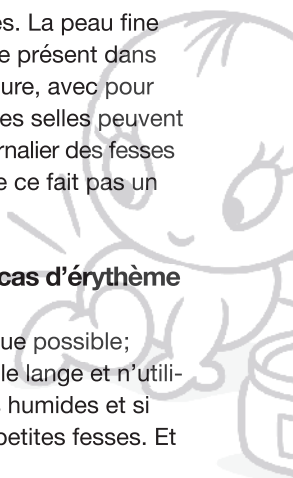 es. La peau fine
e présent dans
ure, avec pour
es selles peuvent
rnalier des fesses
e ce fait pas un
cas d’érythème
ue possible;
le lange et n’utili-
s humides et si
petites fesses. Et